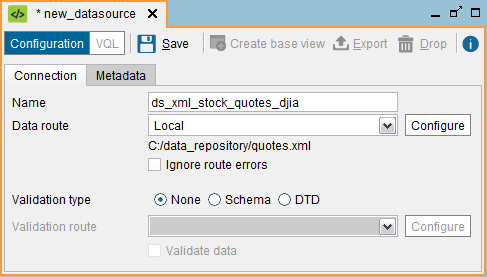 * new_datasource
Configuration VQL Save Create base view Export Drop
Connection Metadata
Name ds_xml_stock_quotes_djia
Data route Local Configure
C:/data_repository/quotes.xml
Ignore route errors
Validation type None Schema DTD
Validation route Configure
Validate data